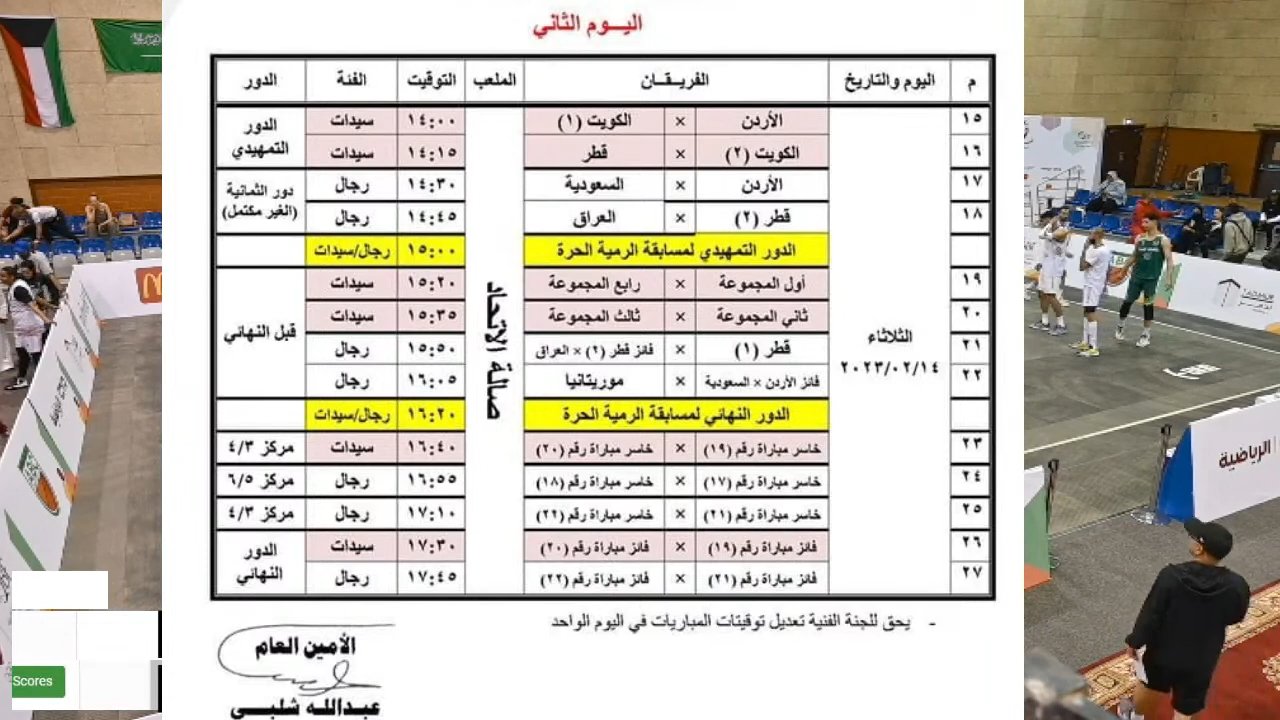 اليـــوم الثاني
م اليوم والتاريخ الفريـقـــان الملعب التوقيت الفئة الدور
الثلاثاء
٢٠٢٣/٠٢/١٤
صالة الاتحاد
١٥ الأردن × الكويت (١) ١٤:٠٠ سيدات الدور التمهيدي
١٦ الكويت (٢) × قطر ١٤:١٥ سيدات
١٧ الأردن × السعودية ١٤:٣٠ رجال دور الثمانية (الغير مكتمل)
١٨ قطر (٢) × العراق ١٤:٤٥ رجال
الدور التمهيدي لمسابقة الرمية الحرة ١٥:٠٠ رجال/سيدات
١٩ أول المجموعة × رابع المجموعة ١٥:٢٠ سيدات قبل النهائي
٢٠ ثاني المجموعة × ثالث المجموعة ١٥:٣٥ سيدات
٢١ قطر (١) × فائز قطر (٢) × العراق ١٥:٥٠ رجال
٢٢ فائز الأردن × السعودية × موريتانيا ١٦:٠٥ رجال
الدور النهائي لمسابقة الرمية الحرة ١٦:٢٠ رجال/سيدات
٢٣ خاسر مباراة رقم (١٩) × خاسر مباراة رقم (٢٠) ١٦:٤٠ سيدات مركز ٤/٣
٢٤ خاسر مباراة رقم (١٧) × خاسر مباراة رقم (١٨) ١٦:٥٥ رجال مركز ٦/٥
٢٥ خاسر مباراة رقم (٢١) × خاسر مباراة رقم (٢٢) ١٧:١٠ رجال مركز ٤/٣
٢٦ فائز مباراة رقم (١٩) × فائز مباراة رقم (٢٠) ١٧:٣٠ سيدات الدور النهائي
٢٧ فائز مباراة رقم (٢١) × فائز مباراة رقم (٢٢) ١٧:٤٥ رجال
- يحق للجنة الفنية تعديل توقيتات المباريات في اليوم الواحد
الأمين العام
عبدالله شلبـــي
الرياضية
Scores